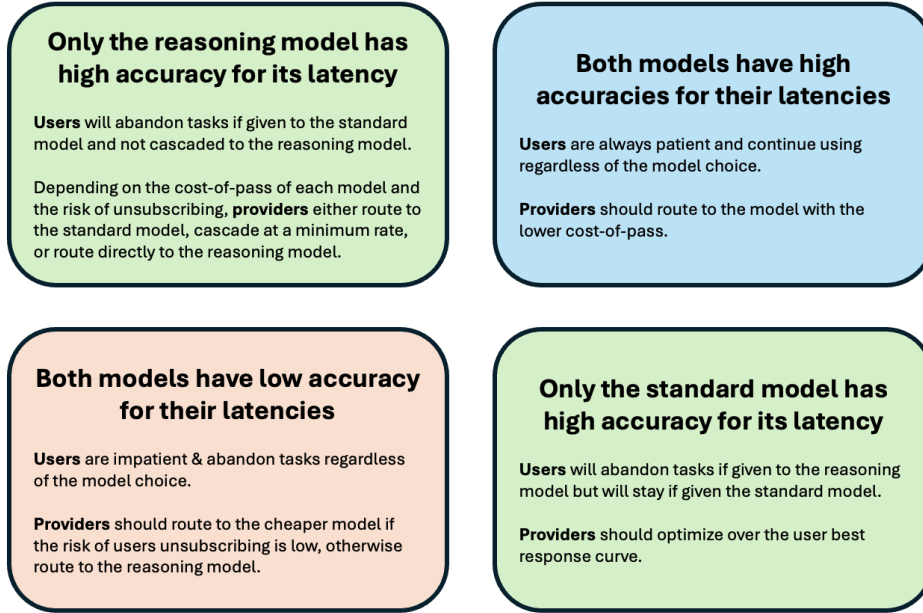 Only the reasoning model has
high accuracy for its latency
Users will abandon tasks if given to the standard
model and not cascaded to the reasoning model.
Depending on the cost-of-pass of each model and
the risk of unsubscribing, providers either route to
the standard model, cascade at a minimum rate,
or route directly to the reasoning model.
Both models have high
accuracies for their latencies
Users are always patient and continue using
regardless of the model choice.
Providers should route to the model with the
lower cost-of-pass.
Both models have low accuracy
for their latencies
Users are impatient & abandon tasks regardless
of the model choice.
Providers should route to the cheaper model if
the risk of users unsubscribing is low, otherwise
route to the reasoning model.
Only the standard model has
high accuracy for its latency
Users will abandon tasks if given to the reasoning
model but will stay if given the standard model.
Providers should optimize over the user best
response curve.